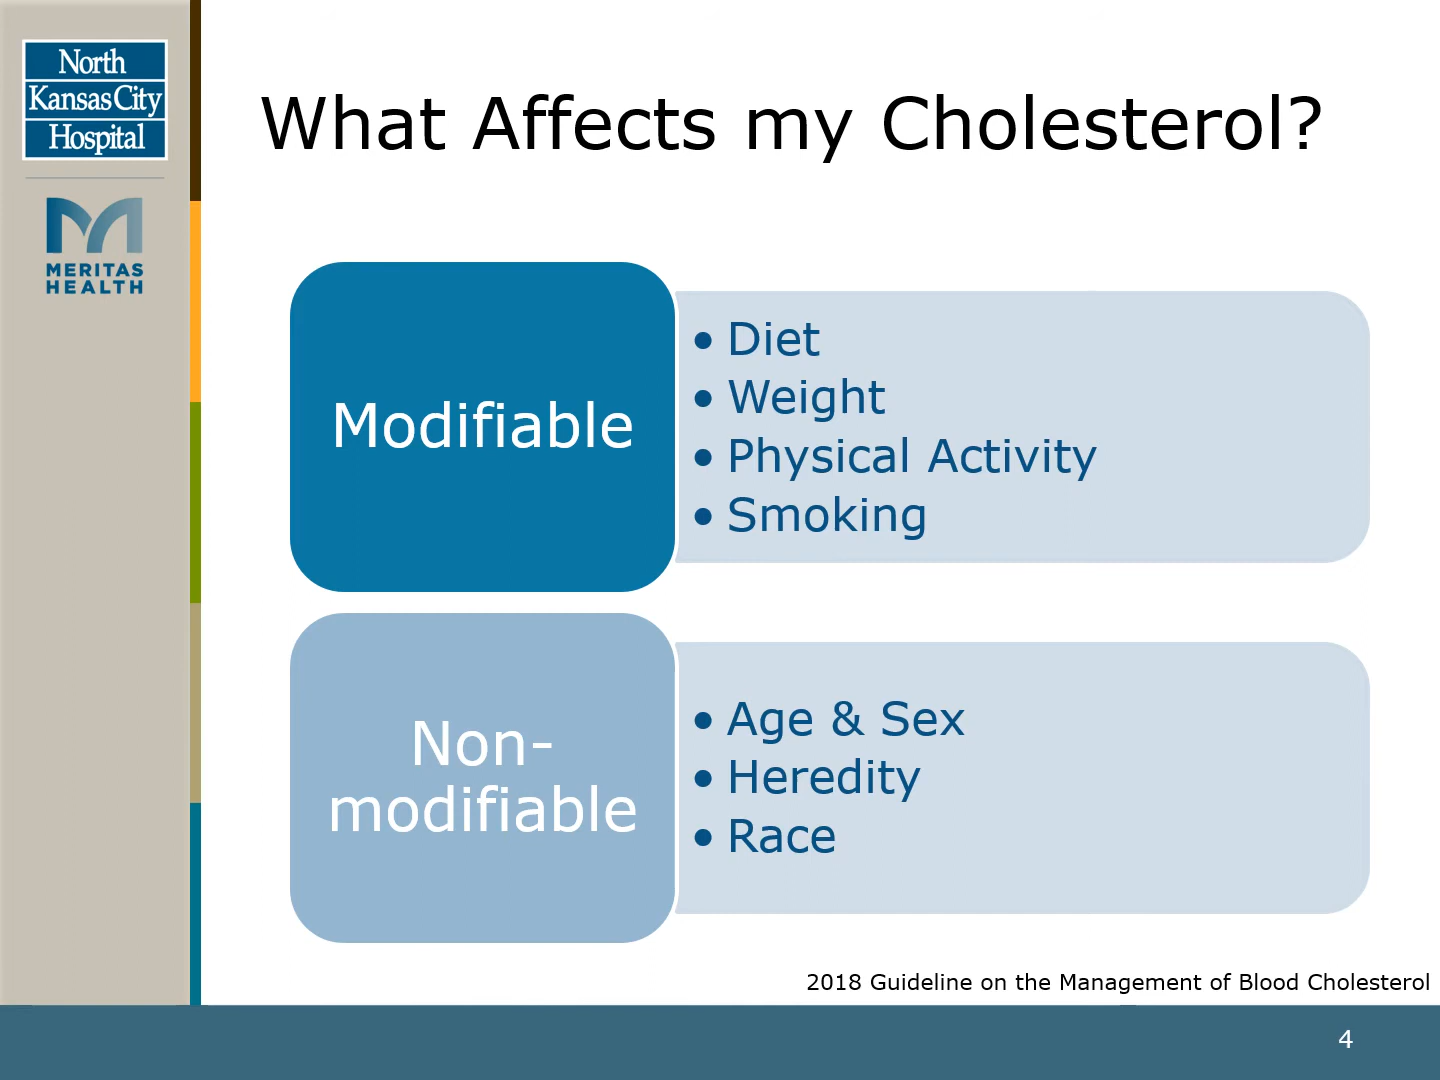 North
Kansas City
Hospital
MERITAS
HEALTH
What Affects my Cholesterol?
Modifiable
• Diet
• Weight
• Physical Activity
• Smoking
Non-
modifiable
• Age & Sex
• Heredity
• Race
2018 Guideline on the Management of Blood Cholesterol
4